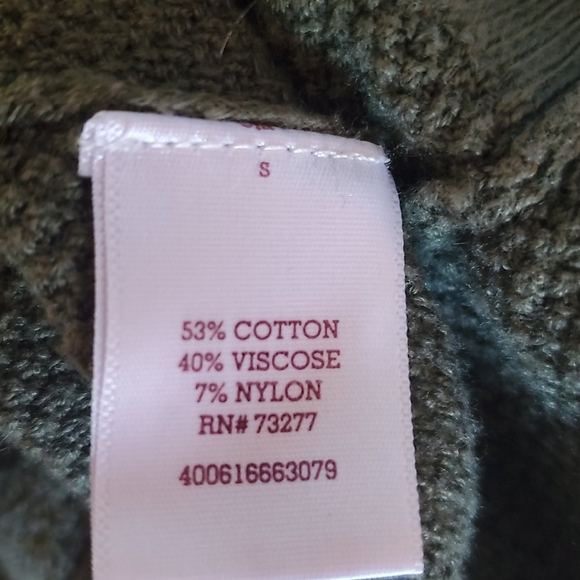 S
53% COTTON
40% VISCOSE
7% NYLON
RN# 73277
400616663079